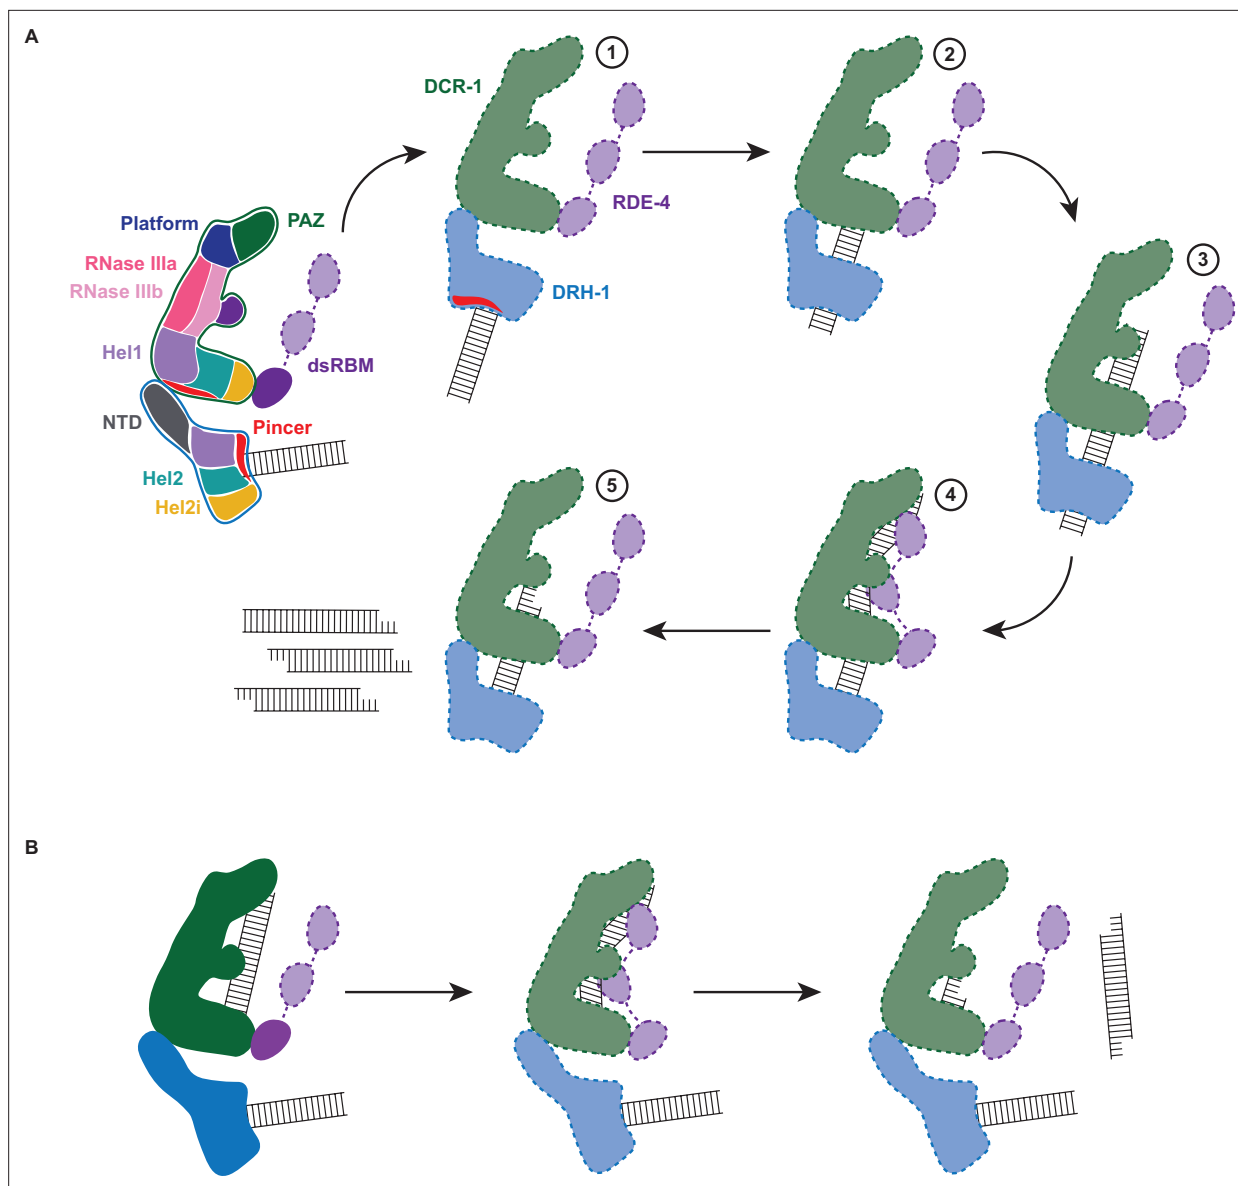 A
1
2
DCR-1
PAZ
Platform
RDE-4
RNase IIIa
3
RNase IIIb
DRH-1
Hel1
dsRBM
NTD
Pincer
Hel2
5
4
Hel2i
B